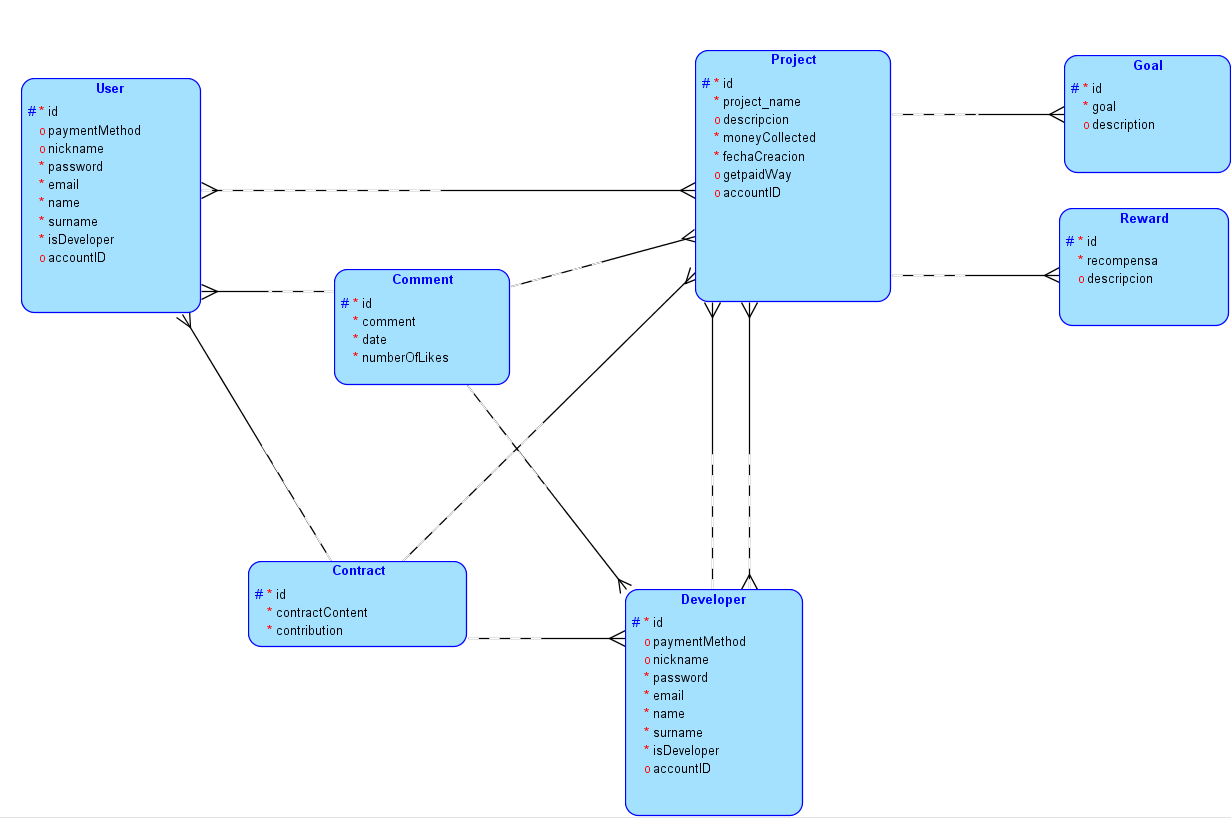 User
# * id
o paymentMethod
o nickname
* password
* email
* name
* surname
* isDeveloper
o accountID
Project
# * id
* project_name
o descripcion
* moneyCollected
* fechaCreacion
o getpaidWay
o accountID
Goal
# * id
* goal
o description
Reward
# * id
* recompensa
o descripcion
Comment
# * id
* comment
* date
* numberOfLikes
Contract
# * id
* contractContent
* contribution
Developer
# * id
o paymentMethod
o nickname
* password
* email
* name
* surname
* isDeveloper
o accountID